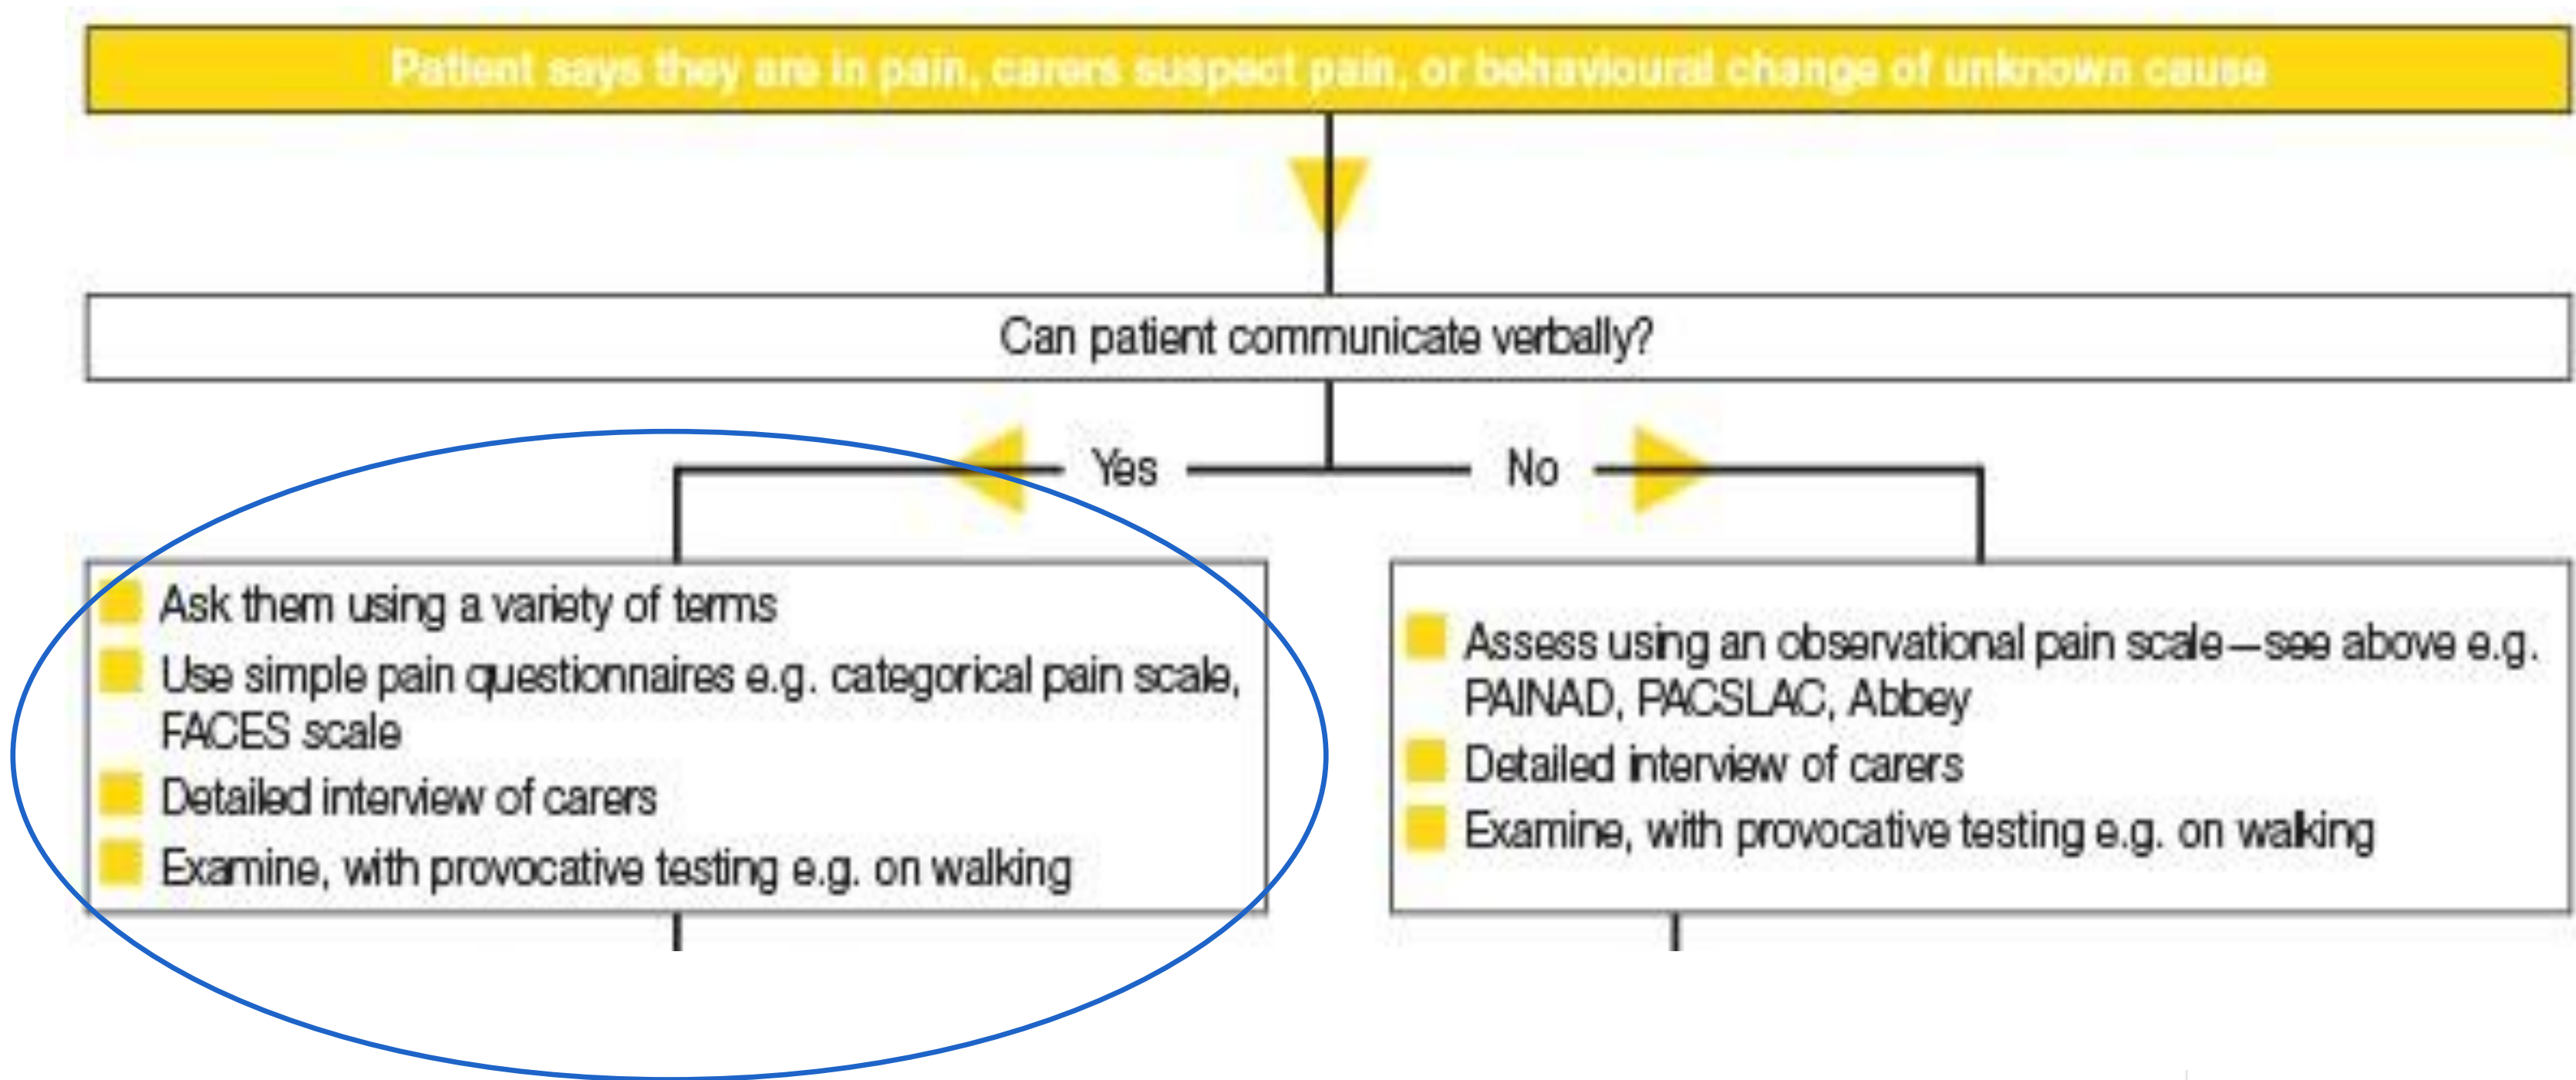 Patient says they are in pain, carers suspect pain, or behavioural change of unknown cause
Can patient communicate verbally?
Yes
No
Ask them using a variety of terms
Use simple pain questionnaires e.g. categorical pain scale,
FACES scale
Detailed interview of carers
Examine, with provocative testing e.g. on walking
Assess using an observational pain scale—see above e.g.
PAINAD, PACSLAC, Abbey
Detailed interview of carers
Examine, with provocative testing e.g. on walking